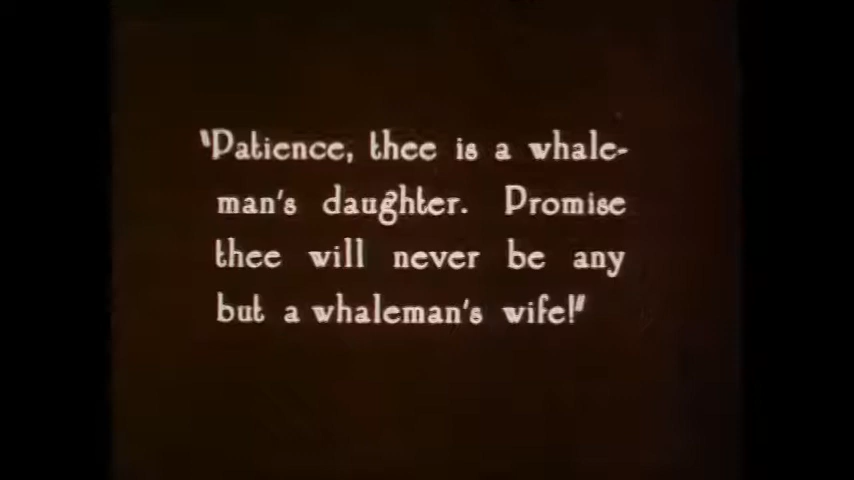 "Patience, thee is a whale-
man's daughter. Promise
thee will never be any
but a whaleman's wife!"